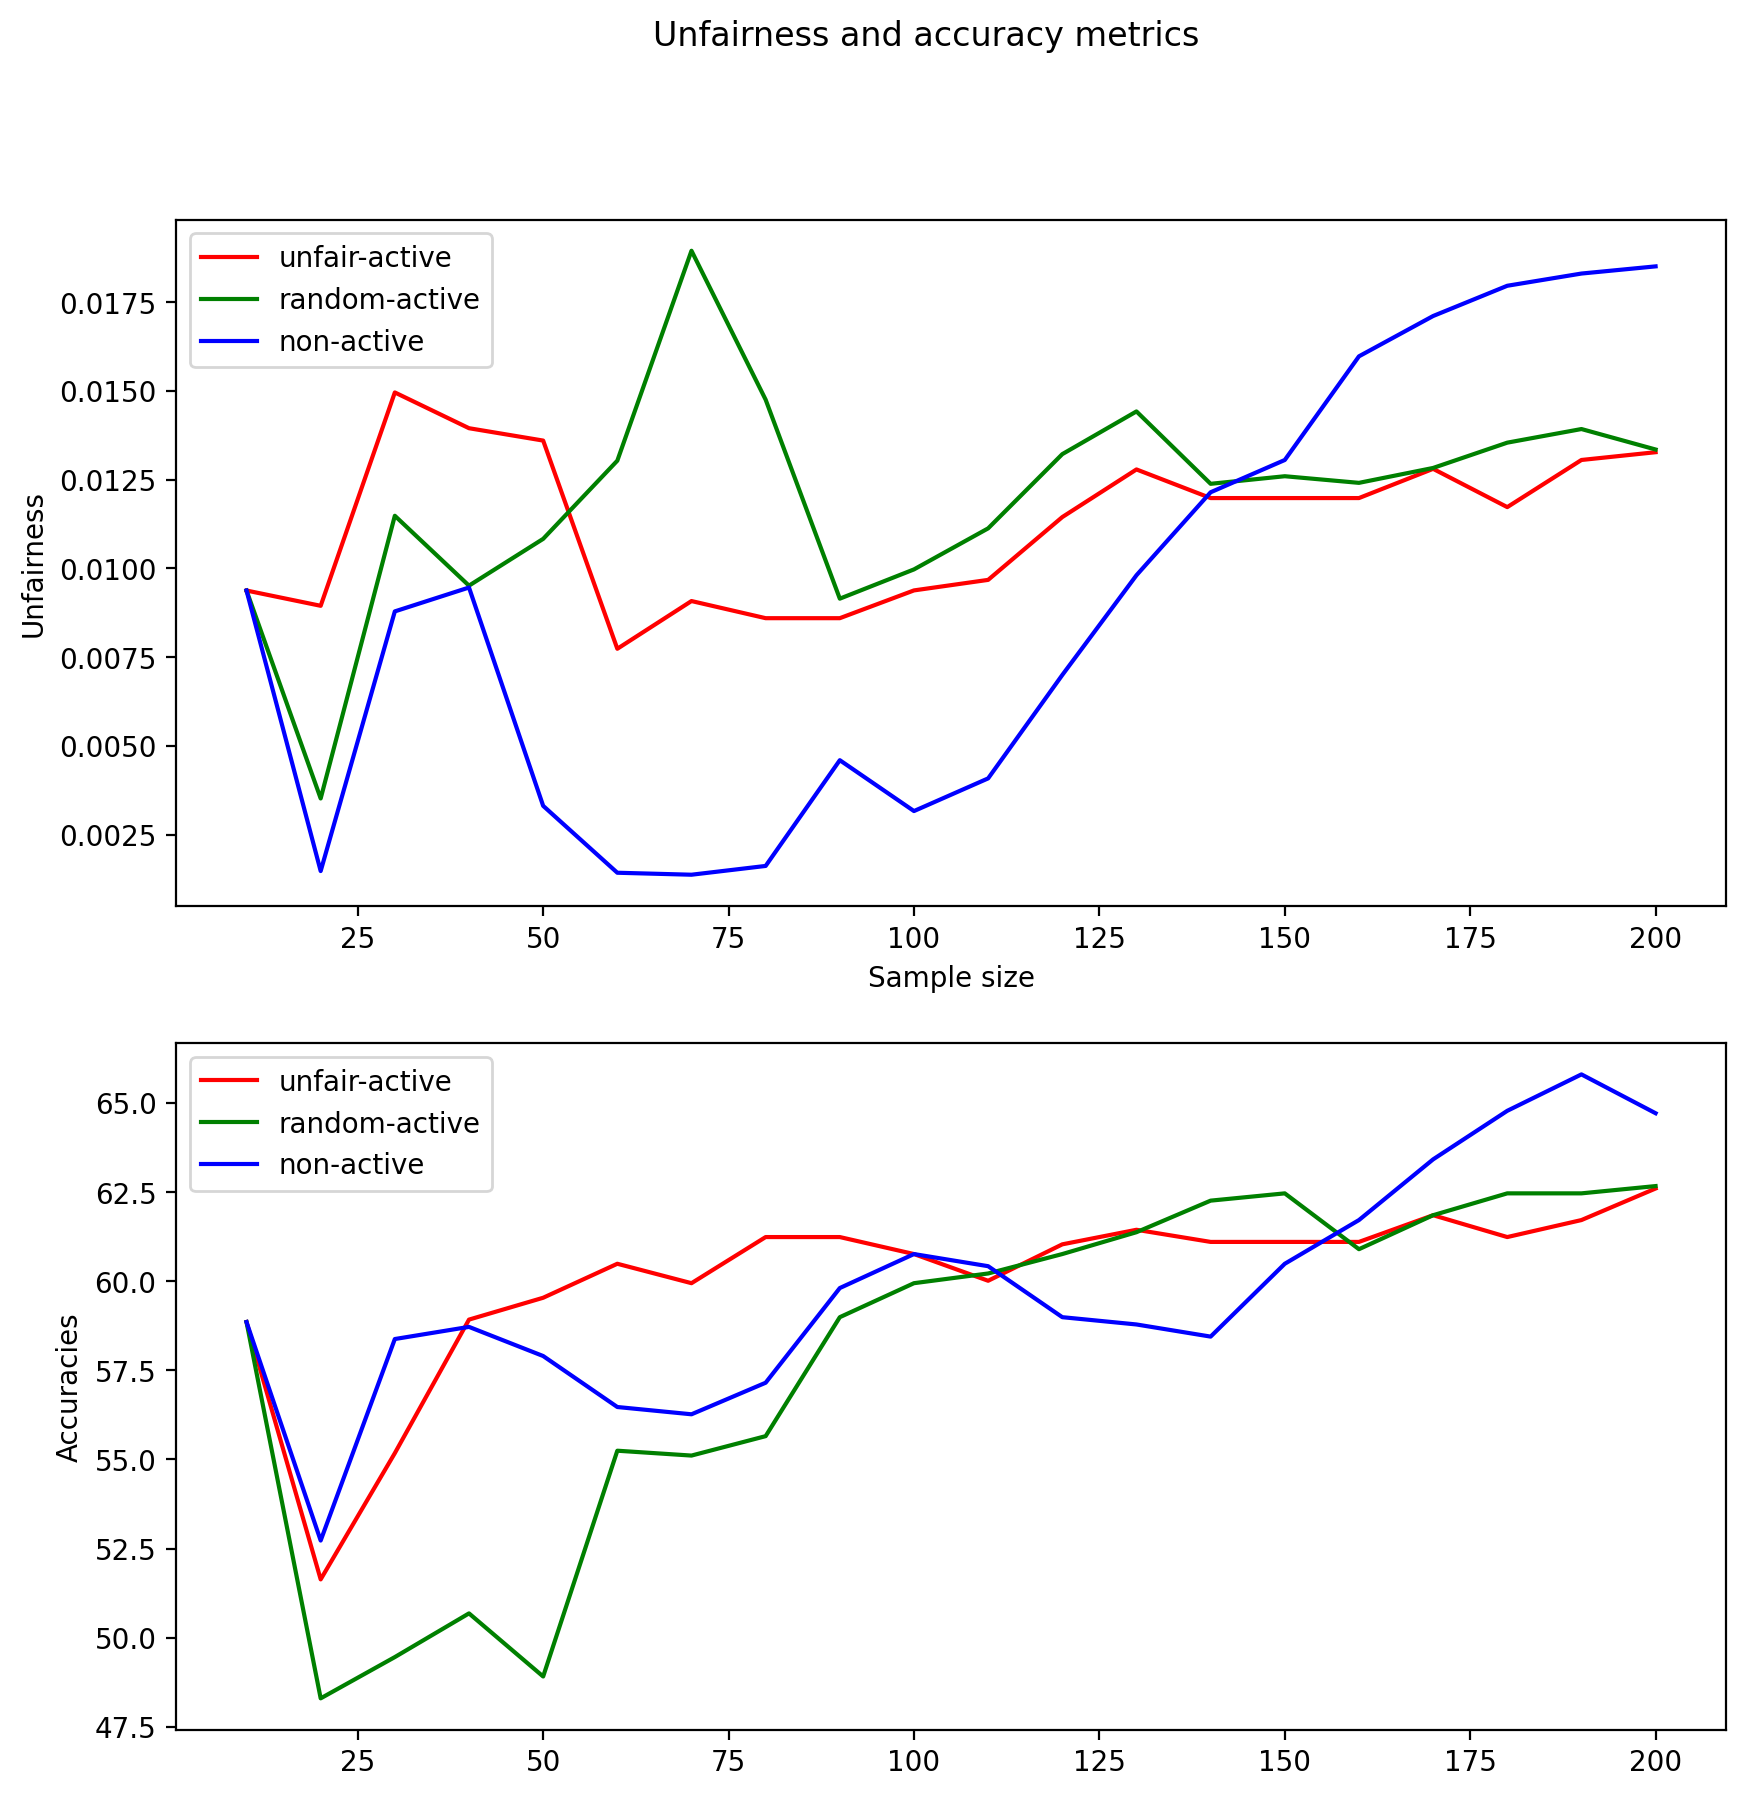 Unfairness and accuracy metrics
unfair-active
random-active
non-active
0.0175
0.0150
0.0125
0.0100
0.0075
0.0050
0.0025
Unfairness
25 50 75 100 125 150 175 200
Sample size
unfair-active
random-active
non-active
65.0
62.5
60.0
57.5
55.0
52.5
50.0
47.5
Accuracies
25 50 75 100 125 150 175 200